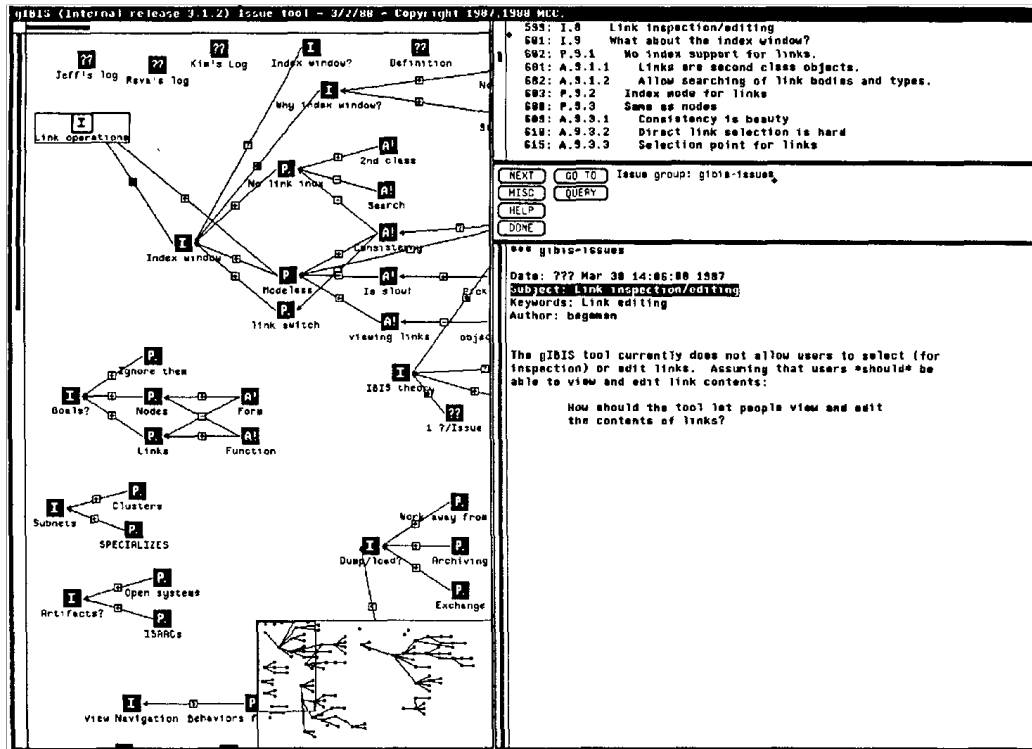 gIBIS (Internal release 3.1.2) Issue tool - 3/2/88 - Copyright 1987,1988 MCC.
?? ?? ?? I ??
Jeff's log Reva's log Kim's Log Index window? Definition
I
Why index window?
I
Link operations
P. A!
No link indx 2nd class
A!
Search
I A!
Index window Consistency
P. A!
Modeless Is slow!
P. A!
link switch viewing links
I
IBIS theory
??
1 ?/Issue
P.
Ignore them
I P. A!
Goals? Nodes Form
P. A!
Links Function
P.
Clusters
I
Subnets
P.
SPECIALIZES
P.
Open systems
I
Artifacts?
P.
ISAACs
P.
Work away from
I P.
Dump/load? Archiving
P.
Exchange
I P
View Navigation Behaviors f
599: I.8 Link inspection/editing
601: I.9 What about the index window?
602: P.9.1 No index support for links.
601: A.9.1.1 Links are second class objects.
602: A.9.1.2 Allow searching of link bodies and types.
603: P.9.2 Index mode for links
608: P.9.3 Same as nodes
609: A.9.3.1 Consistency is beauty
610: A.9.3.2 Direct link selection is hard
615: A.9.3.3 Selection point for links
NEXT GO TO Issue group: gibis-issues
MISC QUERY
HELP
DONE
gibis-issues
Date: ??? Mar 30 14:06:00 1987
Subject: Link inspection/editing
Keywords: Link editing
Author: begeman
The gIBIS tool currently does not allow users to select (for
inspection) or edit links. Assuming that users *should* be
able to view and edit link contents:
How should the tool let people view and edit
the contents of links?